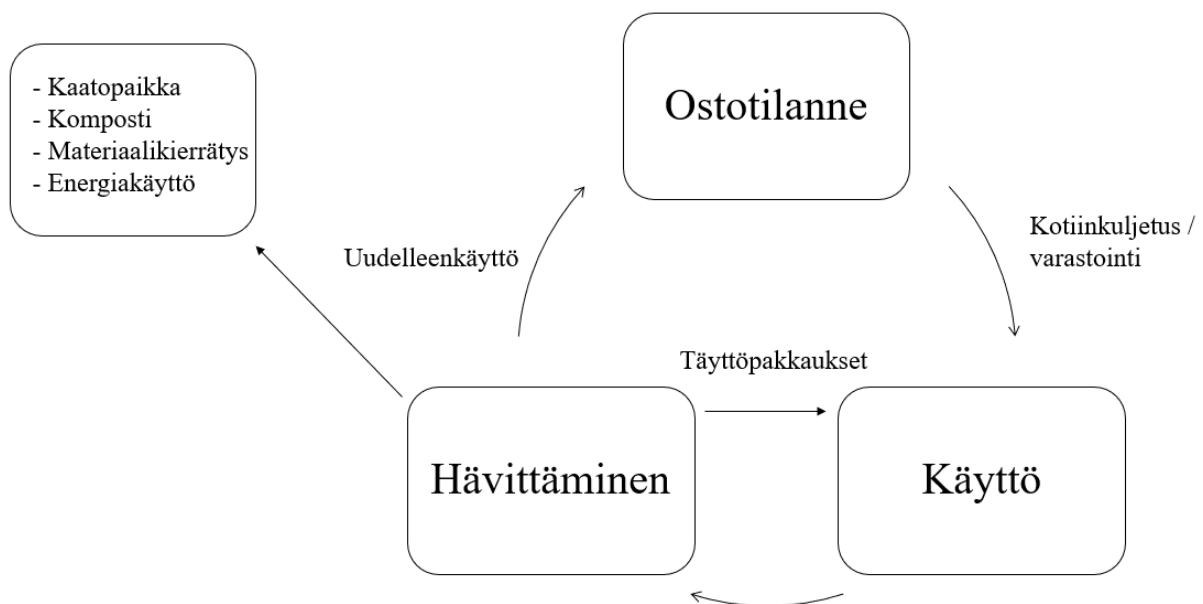 - Kaatopaikka
- Komposti
- Materiaalikierrätys
- Energiakäyttö
Ostotilanne
Uudelleenkäyttö
Kotiinkuljetus /
varastointi
Täyttöpakkaukset
Hävittäminen
Käyttö